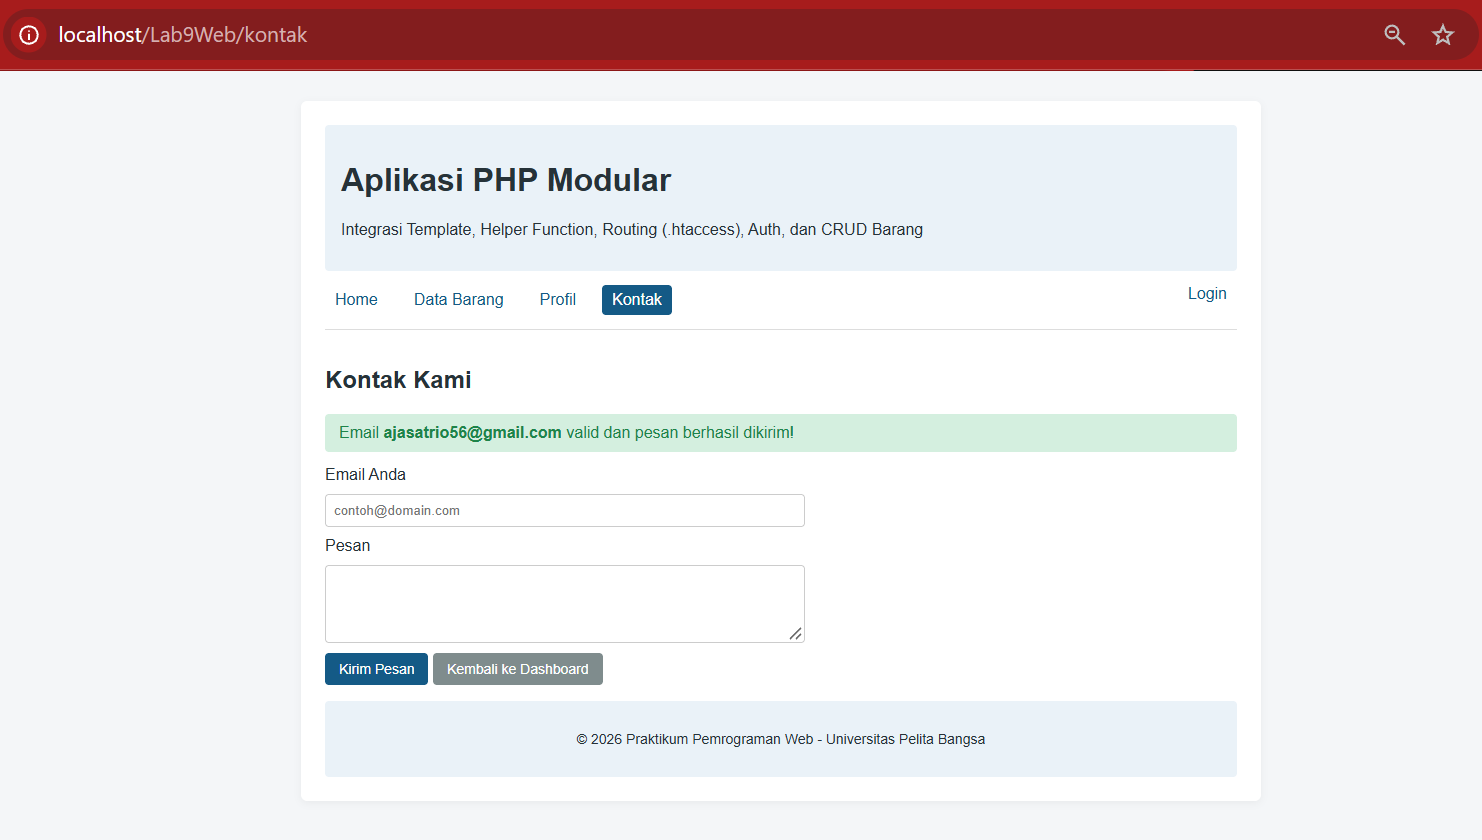 localhost/Lab9Web/kontak
Aplikasi PHP Modular
Integrasi Template, Helper Function, Routing (.htaccess), Auth, dan CRUD Barang
Home Data Barang Profil Kontak Login
Kontak Kami
Email ajasatrio56@gmail.com valid dan pesan berhasil dikirim!
Email Anda
contoh@domain.com
Pesan
Kirim Pesan Kembali ke Dashboard
© 2026 Praktikum Pemrograman Web - Universitas Pelita Bangsa